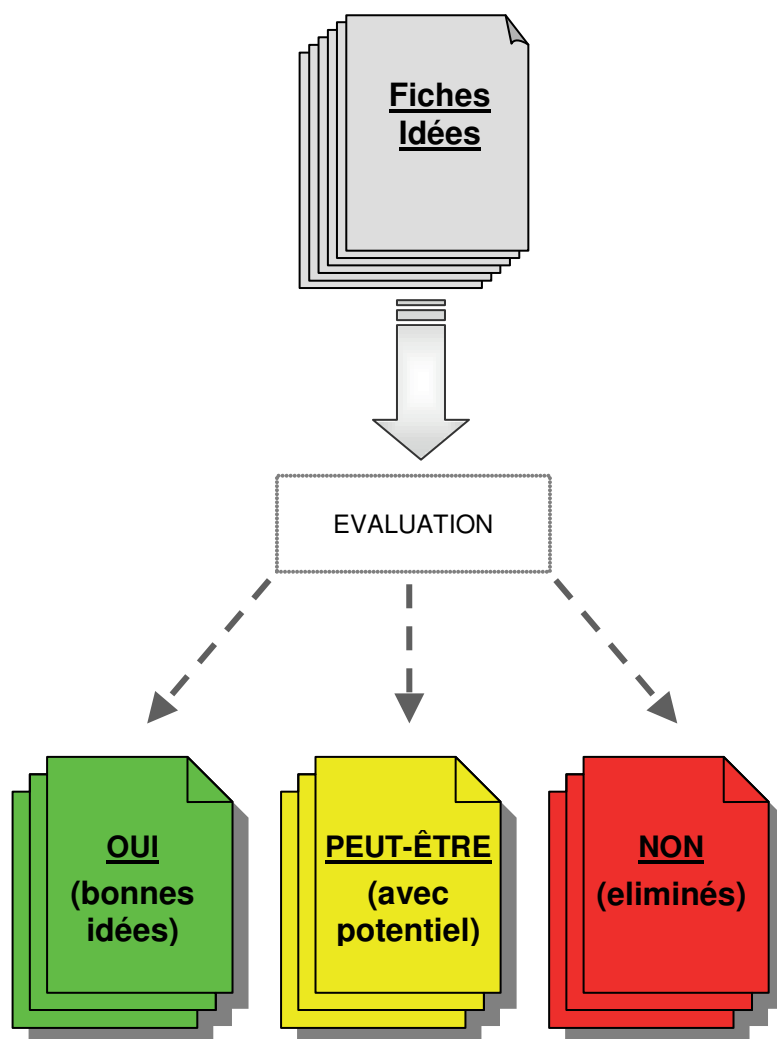 Fiches
Idées
EVALUATION
OUI
(bonnes
idées)
PEUT-ÊTRE
(avec
potentiel)
NON
(eliminés)